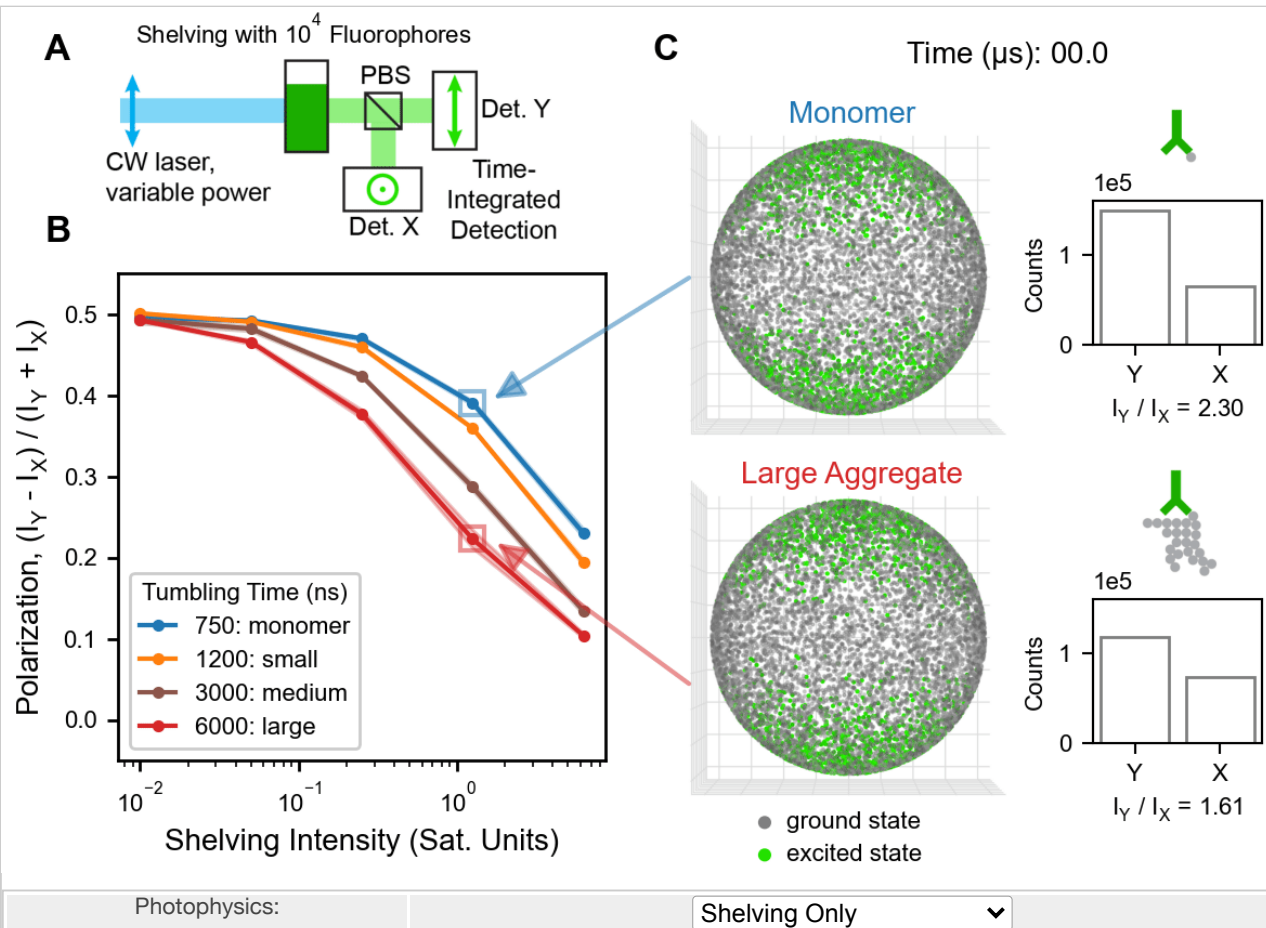 A
Shelving with 10⁴ Fluorophores
PBS
Det. Y
CW laser,
variable power
Time-
Integrated
Detection
Det. X
B
Polarization, (I_Y - I_X) / (I_Y + I_X)
0.5
0.4
0.3
0.2
0.1
0.0
Tumbling Time (ns)
750: monomer
1200: small
3000: medium
6000: large
10⁻²
10⁻¹
10⁰
Shelving Intensity (Sat. Units)
C
Time (μs): 00.0
Monomer
1e5
Counts
1
0
Y
X
I_Y / I_X = 2.30
Large Aggregate
1e5
Counts
1
0
Y
X
I_Y / I_X = 1.61
ground state
excited state
Photophysics:
Shelving Only